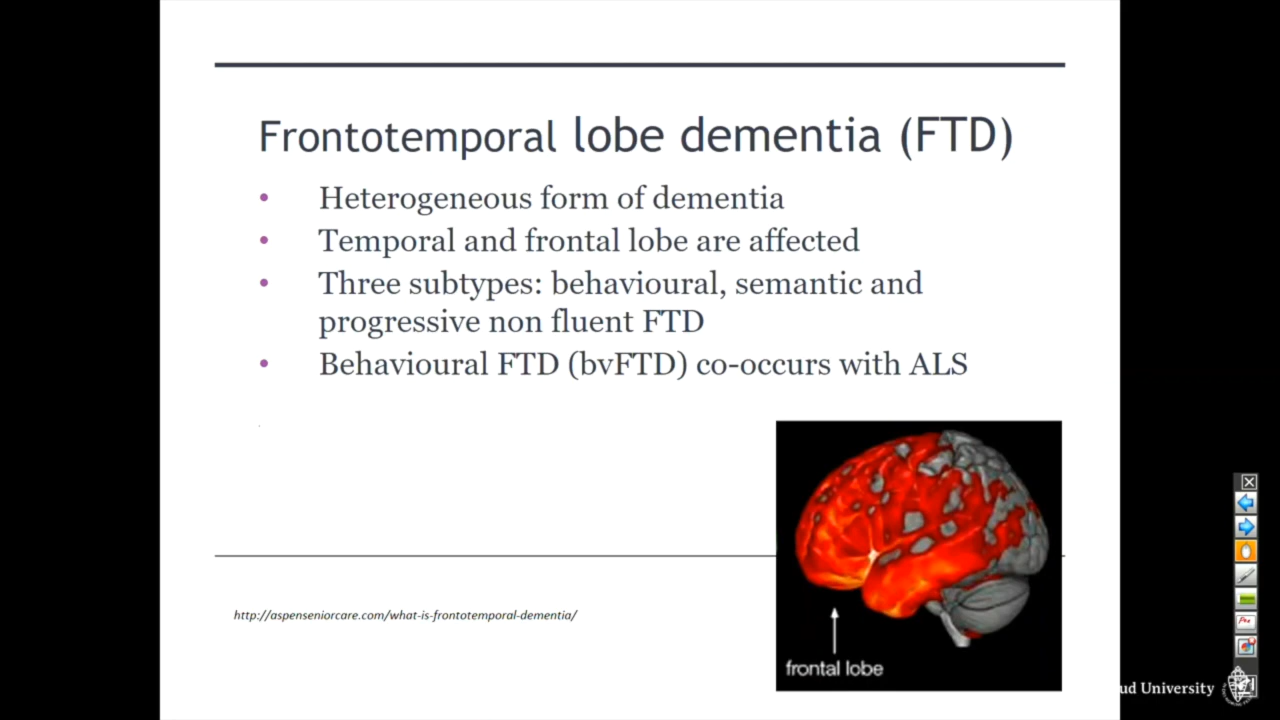 Frontotemporal lobe dementia (FTD)
• Heterogeneous form of dementia
• Temporal and frontal lobe are affected
• Three subtypes: behavioural, semantic and
progressive non fluent FTD
• Behavioural FTD (bvFTD) co-occurs with ALS
http://aspenseniorcare.com/what-is-frontotemporal-dementia/
frontal lobe
ud University